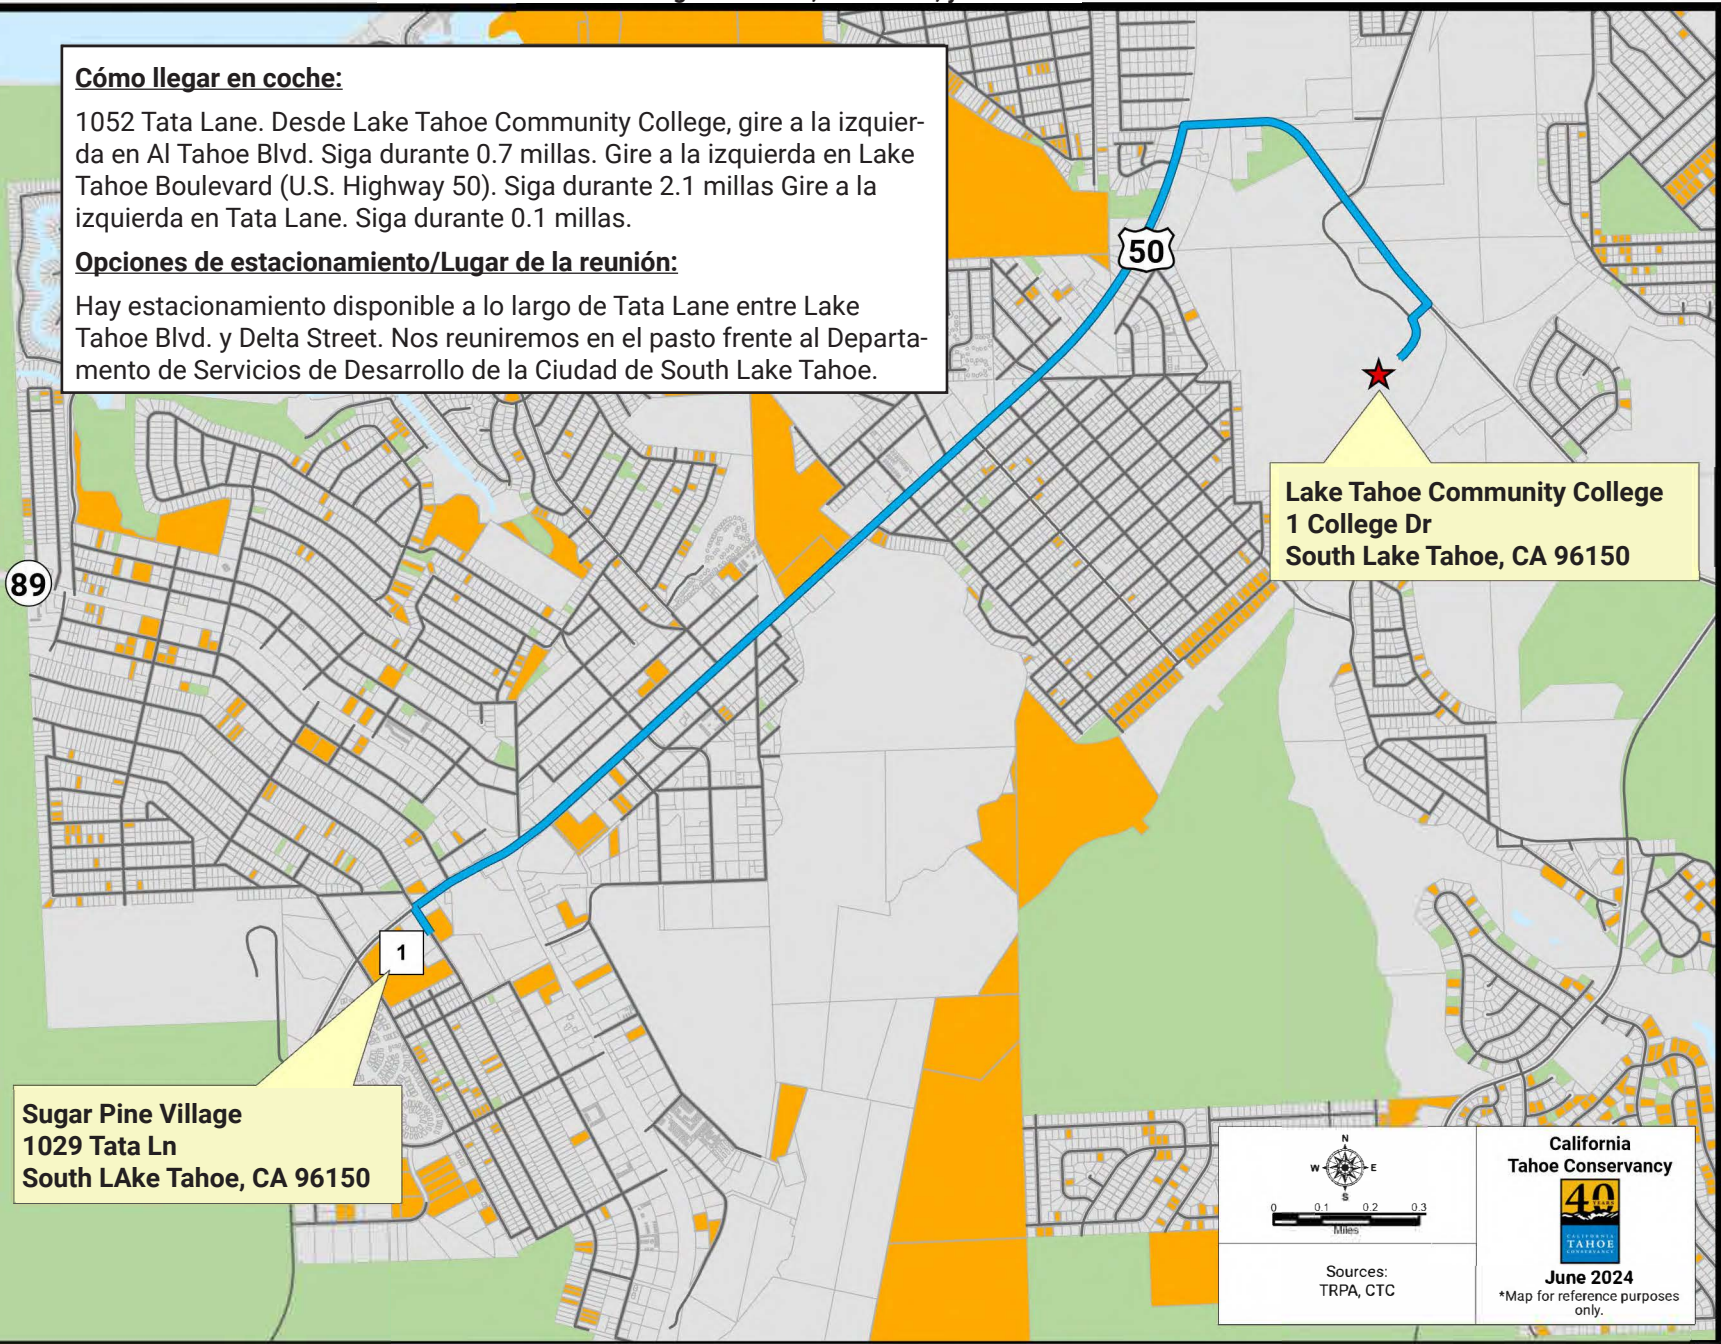 Cómo llegar en coche:
1052 Tata Lane. Desde Lake Tahoe Community College, gire a la izquier-
da en Al Tahoe Blvd. Siga durante 0.7 millas. Gire a la izquierda en Lake
Tahoe Boulevard (U.S. Highway 50). Siga durante 2.1 millas Gire a la
izquierda en Tata Lane. Siga durante 0.1 millas.
Opciones de estacionamiento/Lugar de la reunión:
Hay estacionamiento disponible a lo largo de Tata Lane entre Lake
Tahoe Blvd. y Delta Street. Nos reuniremos en el pasto frente al Departa-
mento de Servicios de Desarrollo de la Ciudad de South Lake Tahoe.
50
Lake Tahoe Community College
1 College Dr
South Lake Tahoe, CA 96150
89
1
Sugar Pine Village
1029 Tata Ln
South LAke Tahoe, CA 96150
N
W E
S
0 0.1 0.2 0.3
Miles
Sources:
TRPA, CTC
California
Tahoe Conservancy
40
YEARS
CALIFORNIA
TAHOE
CONSERVANCY
June 2024
*Map for reference purposes
only.